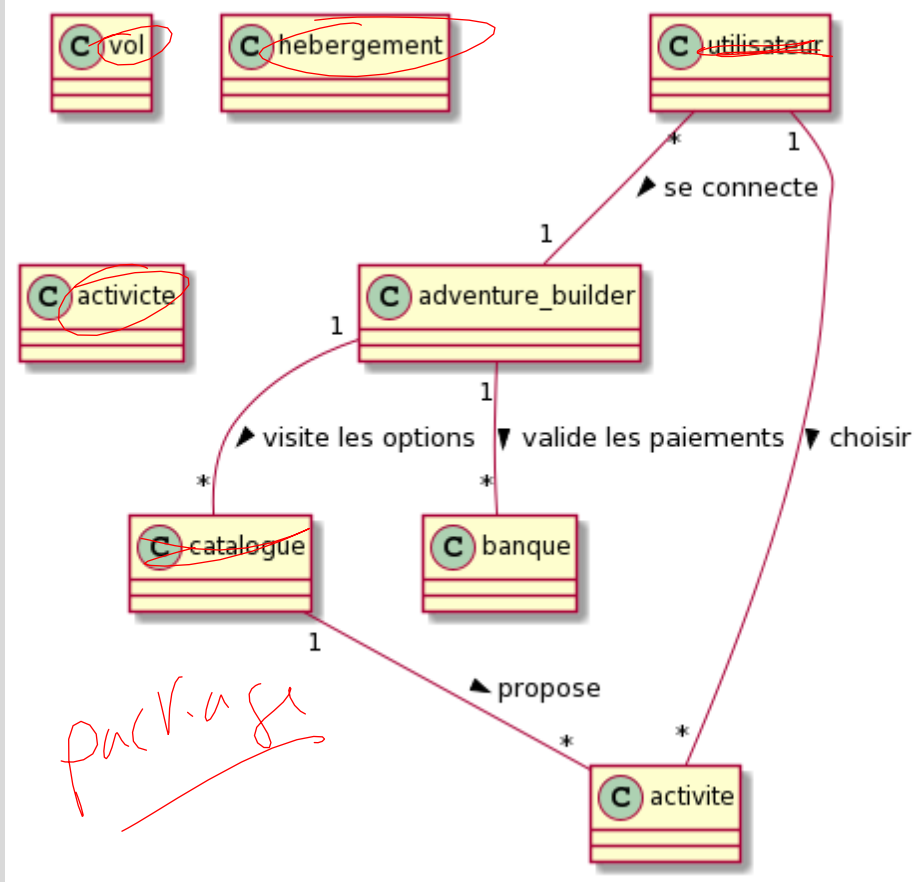 C vol
C hebergement
C utilisateur
* 1
se connecte
1
C activicte
C adventure_builder
1
1
visite les options
valide les paiements
choisir
*
*
C catalogue
C banque
1
propose
package
*
*
C activite